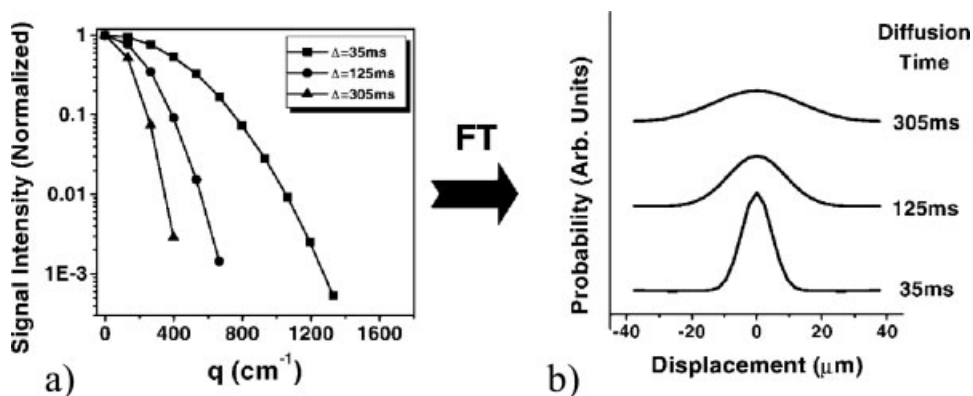 Signal Intensity (Normalized)
1
0.1
0.01
1E-3
Δ=35ms
Δ=125ms
Δ=305ms
0 400 800 1200 1600
q (cm⁻¹)
a)
FT
Probability (Arb. Units)
Diffusion
Time
305ms
125ms
35ms
-40 -20 0 20 40
Displacement (μm)
b)